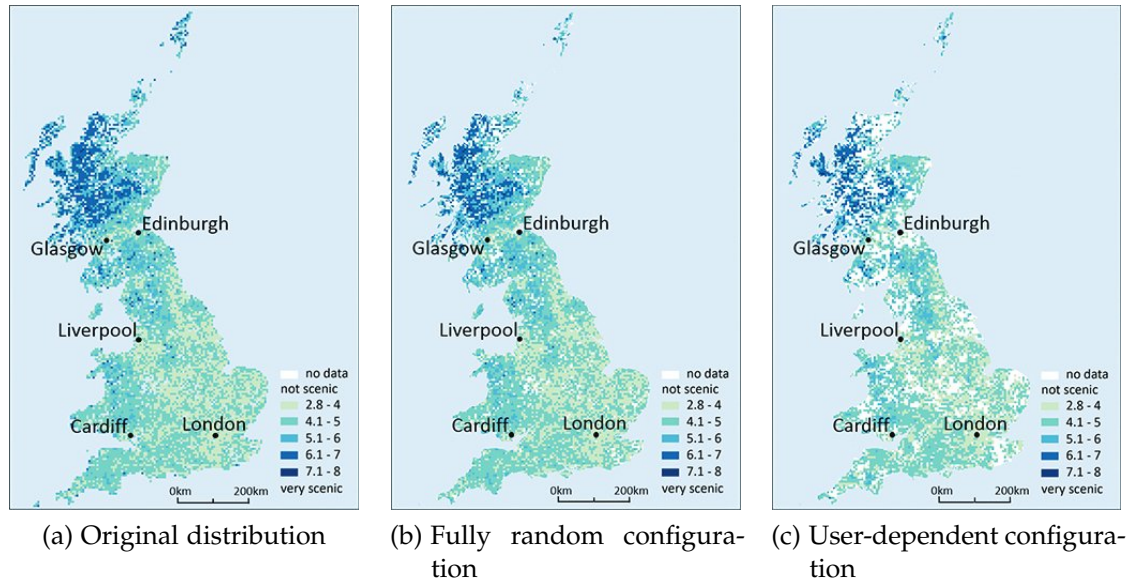 Edinburgh
Glasgow
Liverpool
Cardiff
London
no data
not scenic
2.8 - 4
4.1 - 5
5.1 - 6
6.1 - 7
7.1 - 8
very scenic
0km 200km
(a) Original distribution
Edinburgh
Glasgow
Liverpool
Cardiff
London
no data
not scenic
2.8 - 4
4.1 - 5
5.1 - 6
6.1 - 7
7.1 - 8
very scenic
0km 200km
(b) Fully random configura-
tion
Edinburgh
Glasgow
Liverpool
Cardiff
London
no data
not scenic
2.8 - 4
4.1 - 5
5.1 - 6
6.1 - 7
7.1 - 8
very scenic
0km 200km
(c) User-dependent configura-
tion